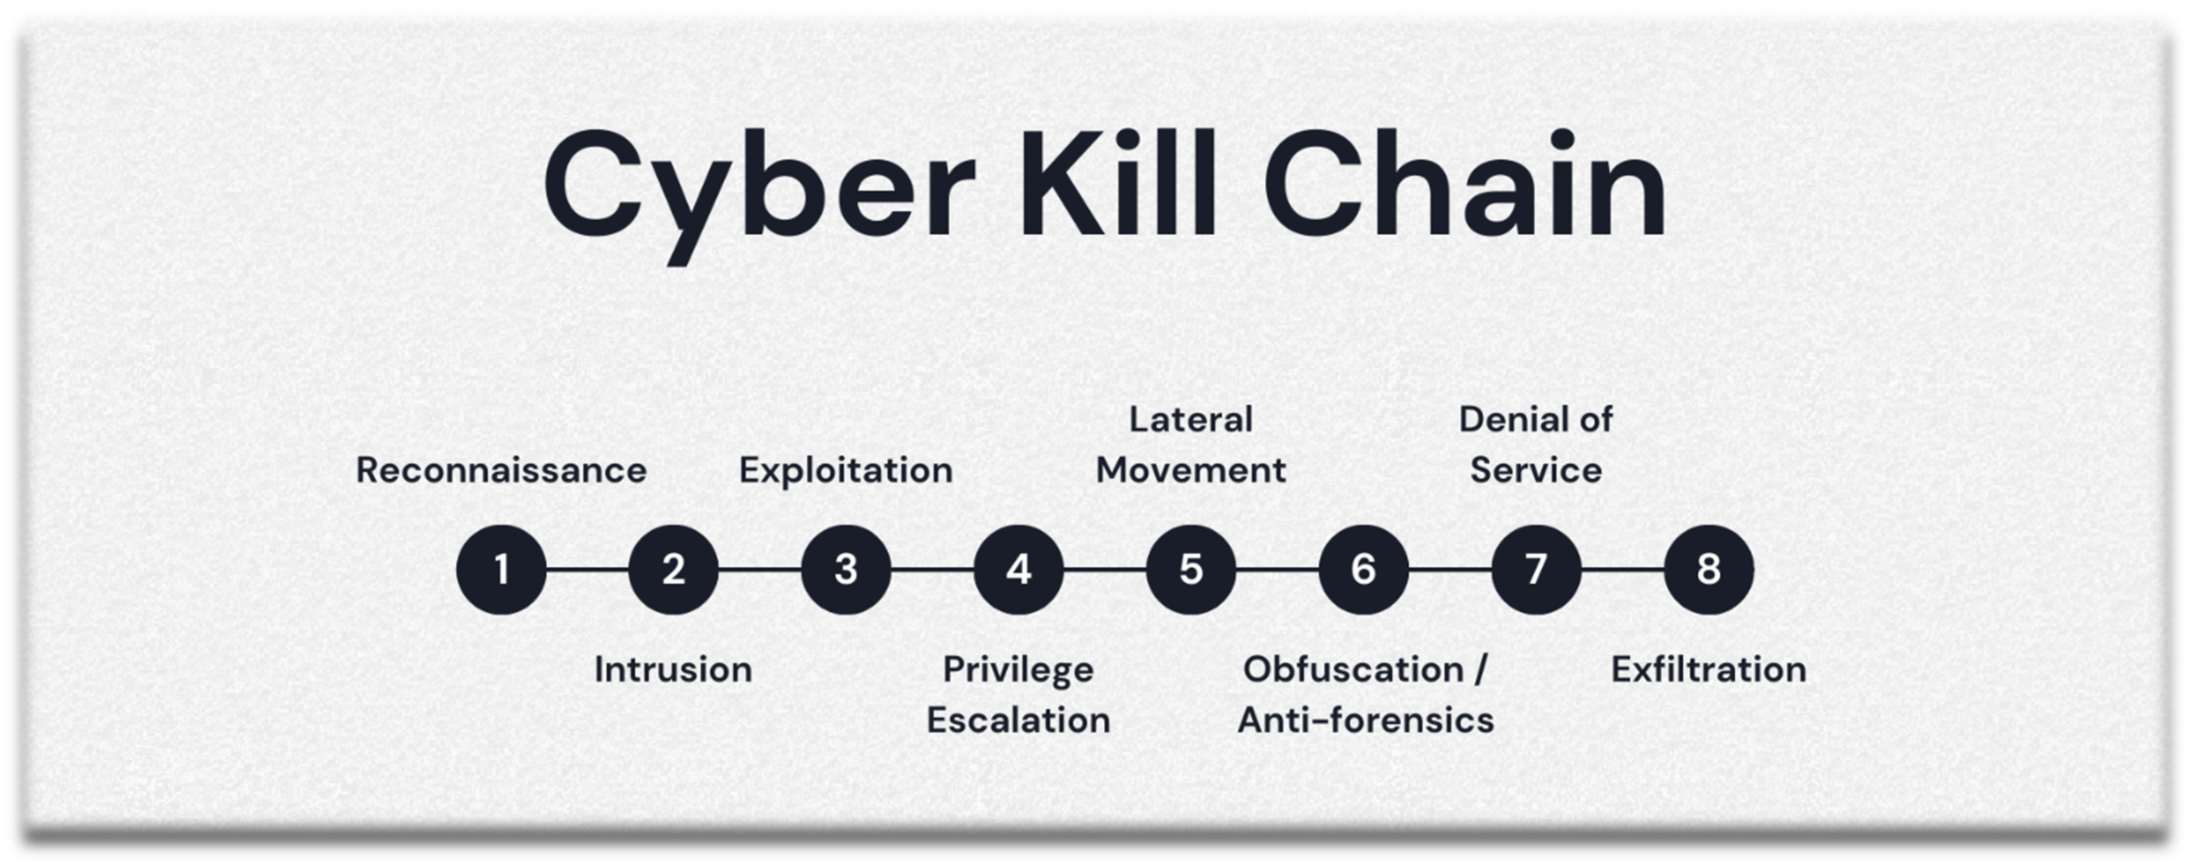 Cyber Kill Chain
Reconnaissance
Exploitation
Lateral
Movement
Denial of
Service
1
2
3
4
5
6
7
8
Intrusion
Privilege
Escalation
Obfuscation /
Anti-forensics
Exfiltration